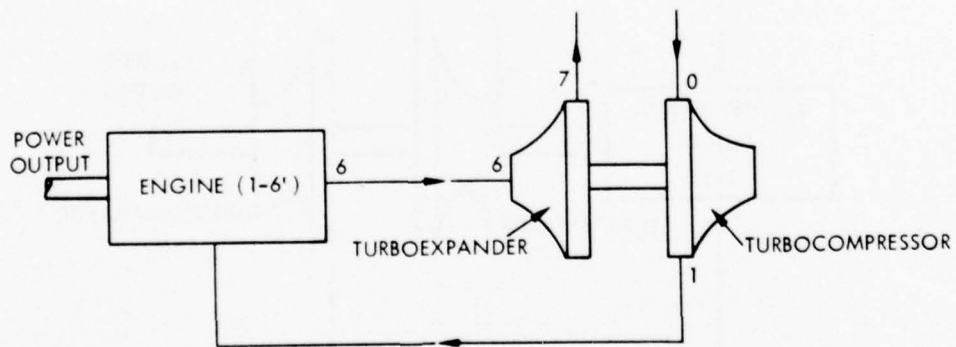 7
0
POWER
OUTPUT
ENGINE (1-6')
6
6
TURBOEXPANDER
TURBOCOMPRESSOR
1